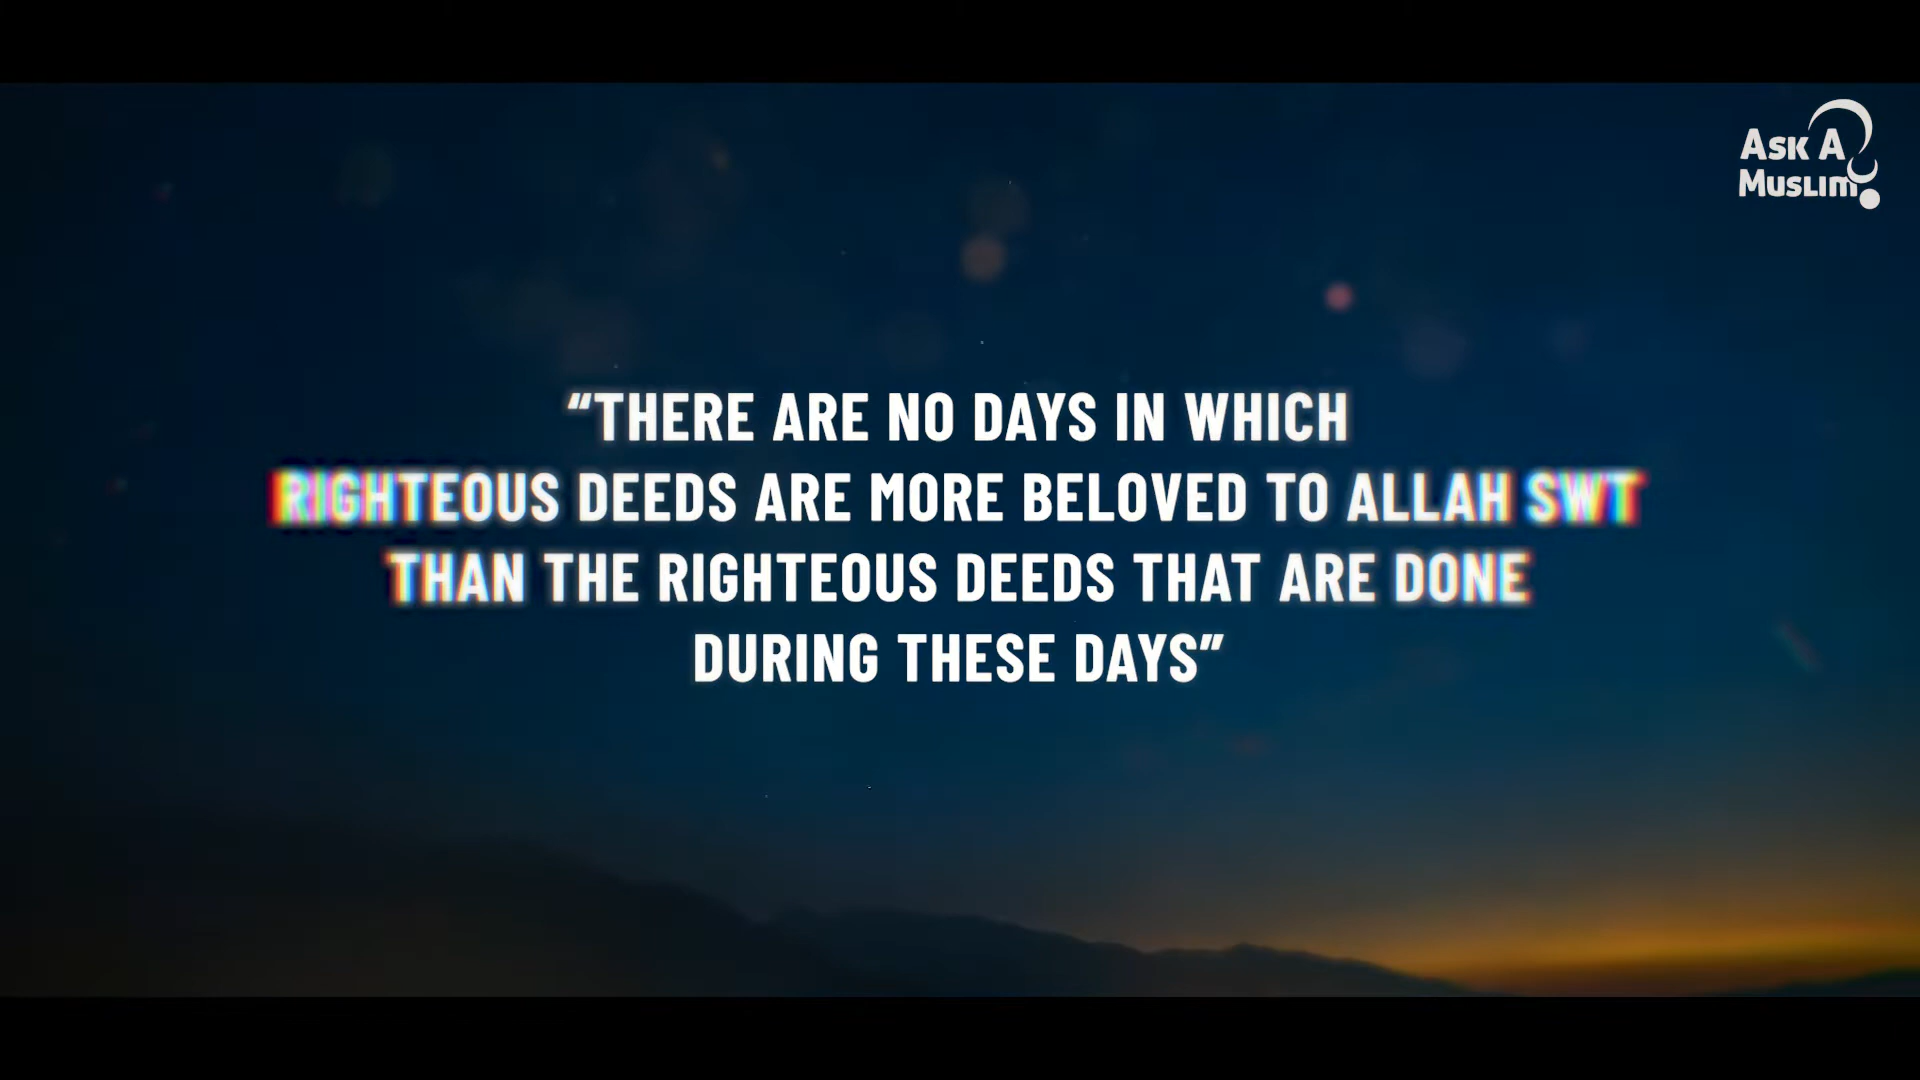 Ask A
Muslim
“THERE ARE NO DAYS IN WHICH
RIGHTEOUS DEEDS ARE MORE BELOVED TO ALLAH SWT
THAN THE RIGHTEOUS DEEDS THAT ARE DONE
DURING THESE DAYS”